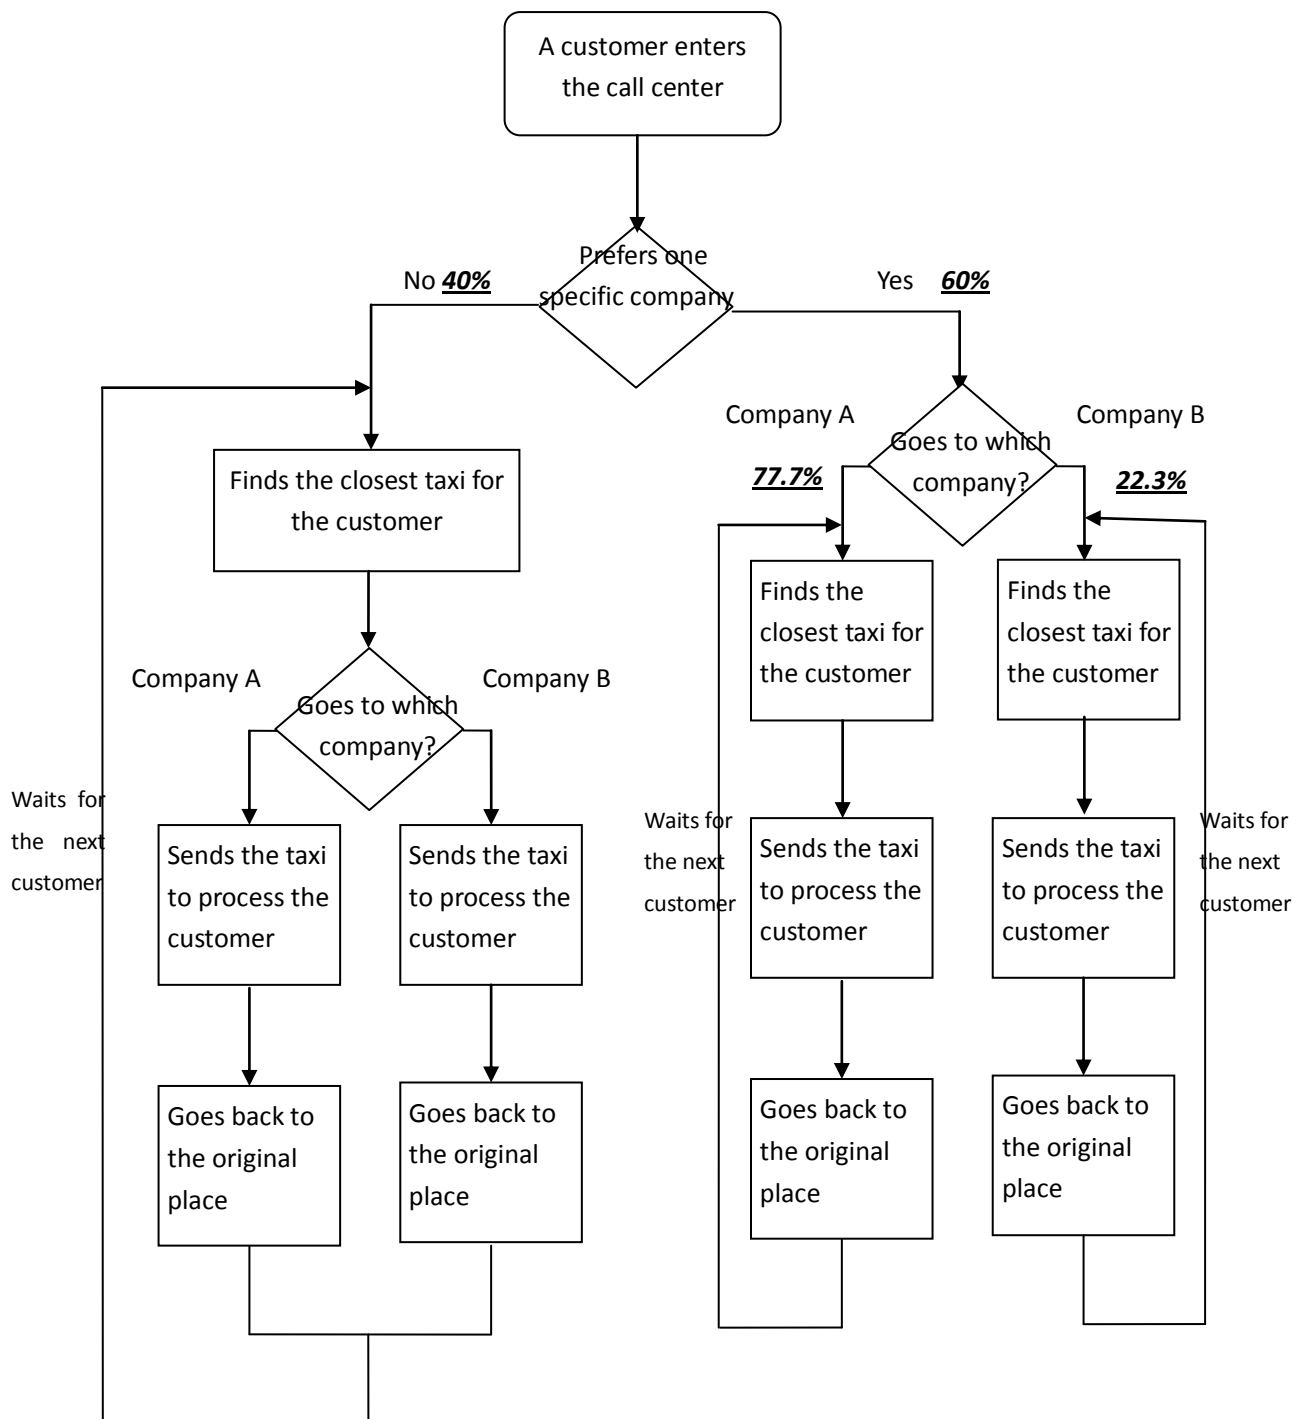 A customer enters
the call center
Prefers one
specific company
No 40%
Yes 60%
Finds the closest taxi for
the customer
Company A
Company B
Goes to which
company?
Sends the taxi
to process the
customer
Sends the taxi
to process the
customer
Goes back to
the original
place
Goes back to
the original
place
Waits for
the next
customer
Company A
Company B
Goes to which
company?
77.7%
22.3%
Finds the
closest taxi for
the customer
Finds the
closest taxi for
the customer
Waits for
the next
customer
Sends the taxi
to process the
customer
Sends the taxi
to process the
customer
Waits for
the next
customer
Goes back to
the original
place
Goes back to
the original
place